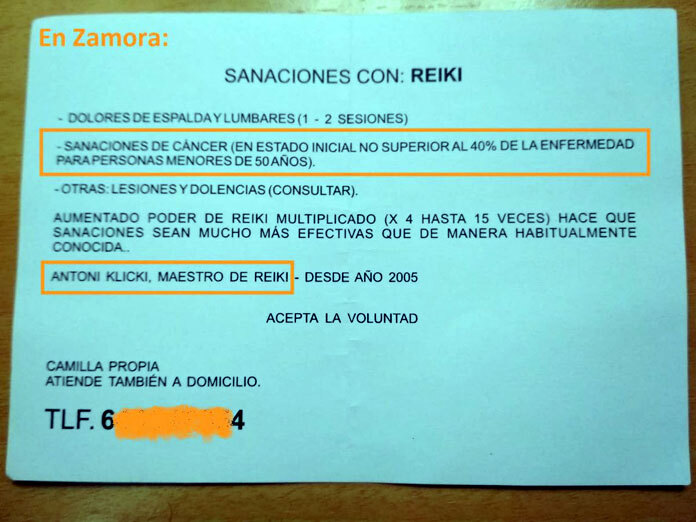 En Zamora:
SANACIONES CON: REIKI
- DOLORES DE ESPALDA Y LUMBARES (1 - 2 SESIONES)
- SANACIONES DE CÁNCER (EN ESTADO INICIAL NO SUPERIOR AL 40% DE LA ENFERMEDAD
PARA PERSONAS MENORES DE 50 AÑOS).
- OTRAS: LESIONES Y DOLENCIAS (CONSULTAR).
AUMENTADO PODER DE REIKI MULTIPLICADO (X 4 HASTA 15 VECES) HACE QUE
SANACIONES SEAN MUCHO MÁS EFECTIVAS QUE DE MANERA HABITUALMENTE
CONOCIDA..
ANTONI KLICKI, MAESTRO DE REIKI - DESDE AÑO 2005
ACEPTA LA VOLUNTAD
CAMILLA PROPIA
ATIENDE TAMBIÉN A DOMICILIO.
TLF. 6 4